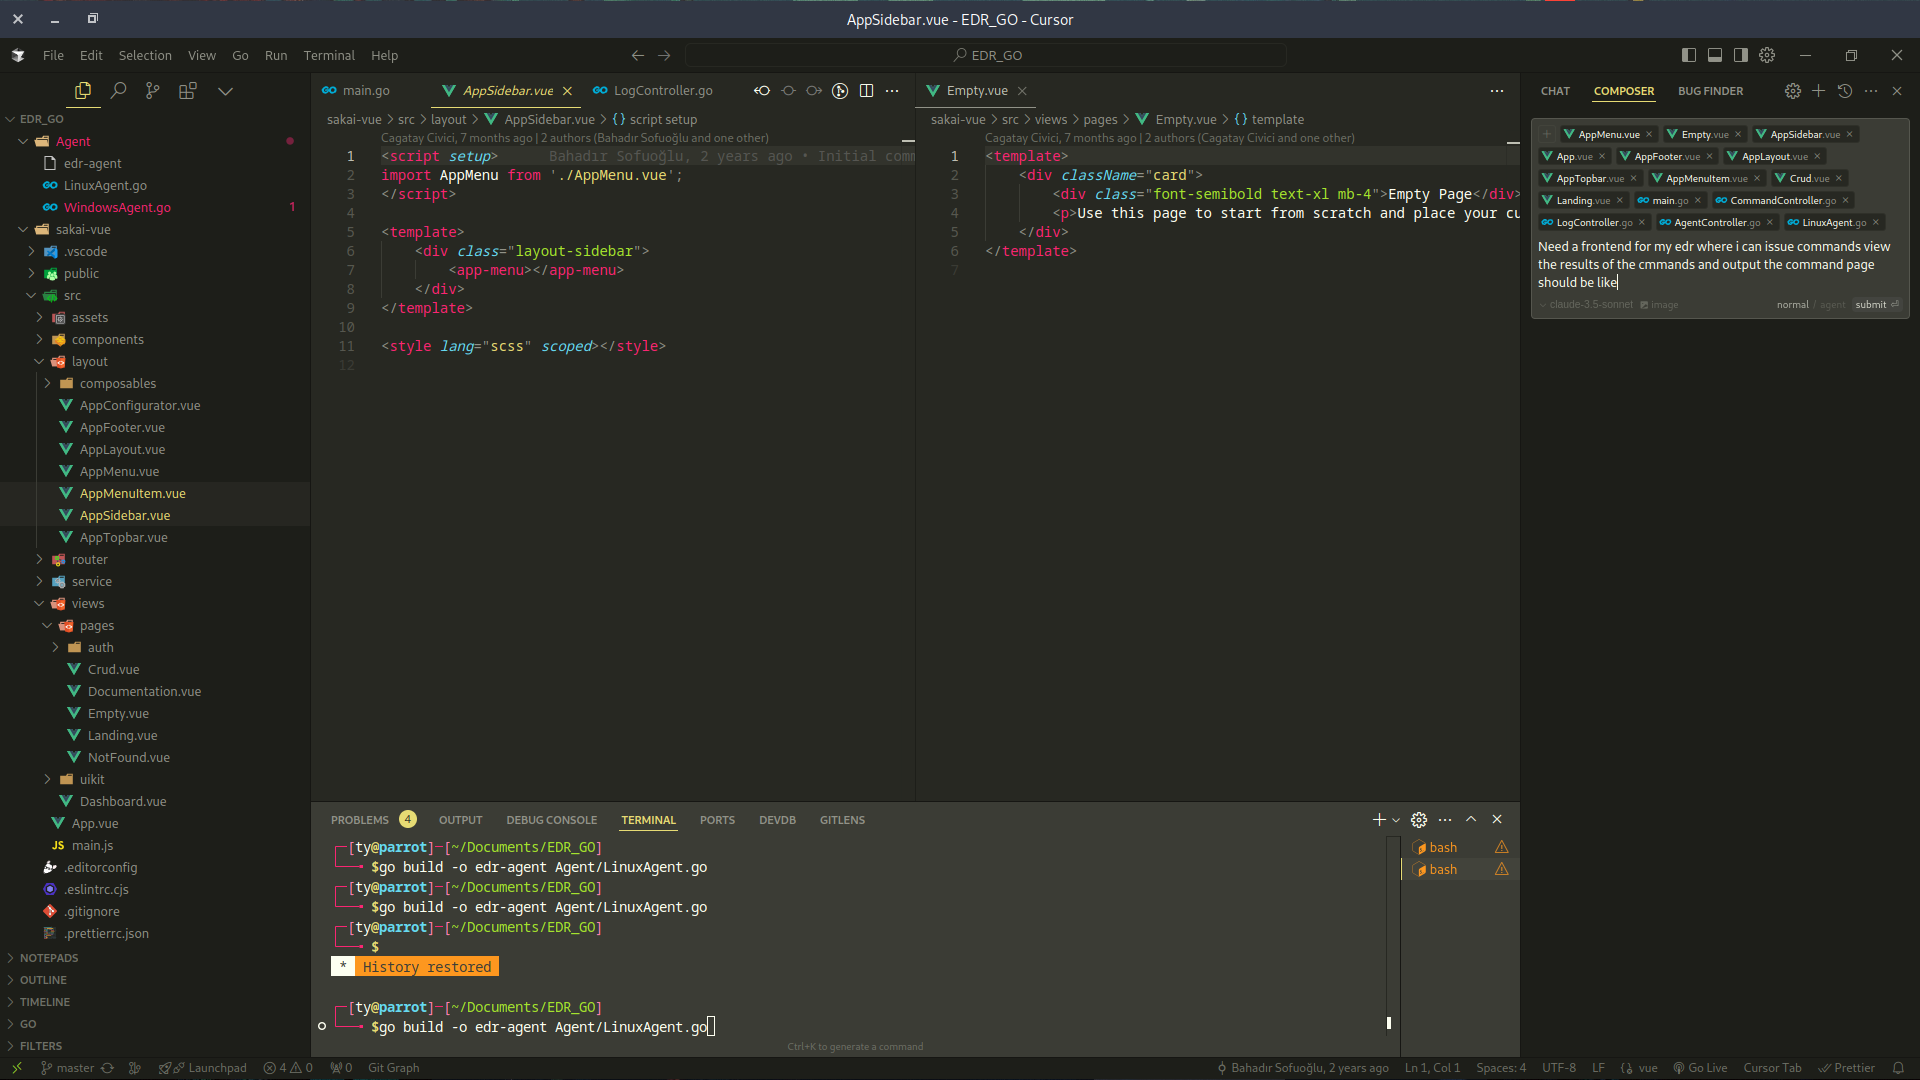 AppSidebar.vue - EDR_GO - Cursor
File Edit Selection View Go Run Terminal Help
EDR_GO
EDR_GO
Agent
edr-agent
LinuxAgent.go
WindowsAgent.go 1
sakai-vue
.vscode
public
src
assets
components
layout
composables
AppConfigurator.vue
AppFooter.vue
AppLayout.vue
AppMenu.vue
AppMenuItem.vue
AppSidebar.vue
AppTopbar.vue
router
service
views
pages
auth
Crud.vue
Documentation.vue
Empty.vue
Landing.vue
NotFound.vue
uikit
Dashboard.vue
App.vue
JS main.js
.editorconfig
.eslintrc.cjs
.gitignore
.prettierrc.json
NOTEPADS
OUTLINE
TIMELINE
GO
FILTERS
main.go AppSidebar.vue LogController.go
sakai-vue > src > layout > AppSidebar.vue > {} script setup
Cagatay Civici, 7 months ago | 2 authors (Bahadır Sofuoğlu and one other)
1 <script setup> Bahadır Sofuoğlu, 2 years ago • Initial comm
2 import AppMenu from './AppMenu.vue';
3 </script>
4
5 <template>
6 <div class="layout-sidebar">
7 <app-menu></app-menu>
8 </div>
9 </template>
10
11 <style lang="scss" scoped></style>
12
Empty.vue
sakai-vue > src > views > pages > Empty.vue > {} template
Cagatay Civici, 7 months ago | 2 authors (Cagatay Civici and one other)
1 <template>
2 <div className="card">
3 <div class="font-semibold text-xl mb-4">Empty Page</div>
4 <p>Use this page to start from scratch and place your cu
5 </div>
6 </template>
7
CHAT COMPOSER BUG FINDER
AppMenu.vue Empty.vue AppSidebar.vue
App.vue AppFooter.vue AppLayout.vue
AppTopbar.vue AppMenuItem.vue Crud.vue
Landing.vue main.go CommandController.go
LogController.go AgentController.go LinuxAgent.go
Need a frontend for my edr where i can issue commands view
the results of the cmmands and output the command page
should be like
claude-3.5-sonnet image normal / agent submit
PROBLEMS 4 OUTPUT DEBUG CONSOLE TERMINAL PORTS DEVDB GITLENS
[ty@parrot]─[~/Documents/EDR_GO]
$go build -o edr-agent Agent/LinuxAgent.go
[ty@parrot]─[~/Documents/EDR_GO]
$go build -o edr-agent Agent/LinuxAgent.go
[ty@parrot]─[~/Documents/EDR_GO]
$
* History restored
[ty@parrot]─[~/Documents/EDR_GO]
$go build -o edr-agent Agent/LinuxAgent.go
Ctrl+K to generate a command
bash
bash
master Launchpad 4 0 0 Git Graph
Bahadır Sofuoğlu, 2 years ago Ln 1, Col 1 Spaces: 4 UTF-8 LF {} vue Go Live Cursor Tab Prettier